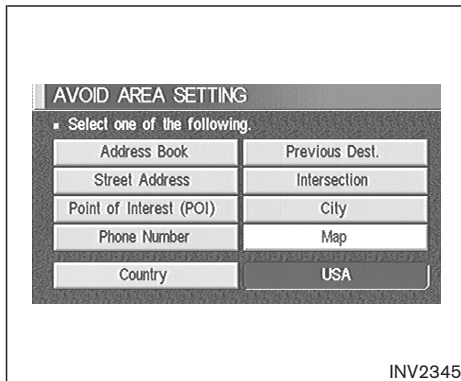 AVOID AREA SETTING
Select one of the following.
Address Book Previous Dest.
Street Address Intersection
Point of Interest (POI) City
Phone Number Map
Country USA
INV2345